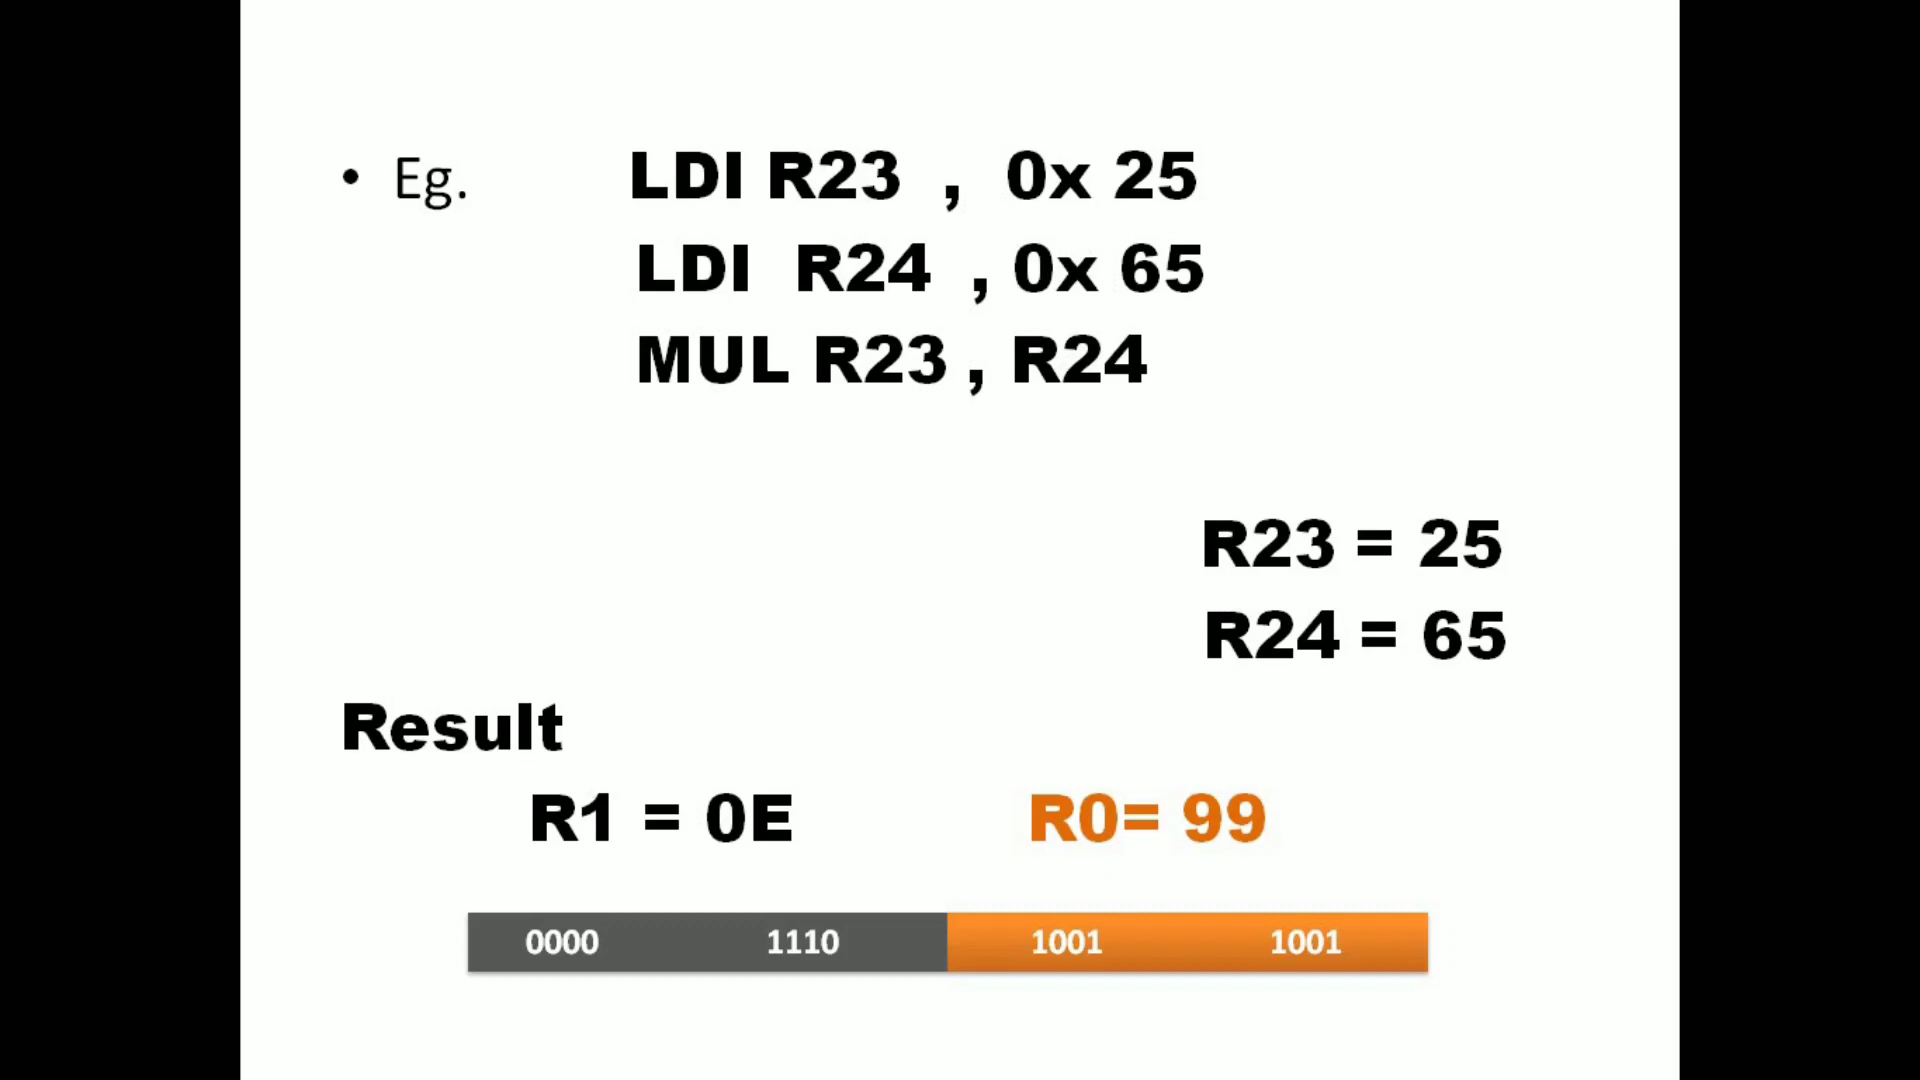 • Eg. LDI R23 , 0x 25
LDI R24 , 0x 65
MUL R23 , R24
R23 = 25
R24 = 65
Result
R1 = 0E R0= 99
0000 1110 1001 1001